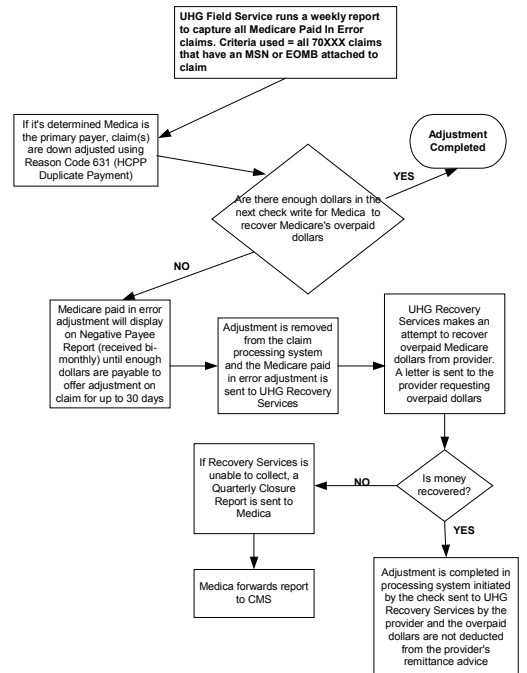 UHG Field Service runs a weekly report
to capture all Medicare Paid In Error
claims. Criteria used = all 70XXX claims
that have an MSN or EOMB attached to
claim
If it's determined Medica is
the primary payer, claim(s)
are down adjusted using
Reason Code 631 (HCPP
Duplicate Payment)
Adjustment
Completed
YES
Are there enough dollars in the
next check write for Medica to
recover Medicare's overpaid
dollars
NO
Medicare paid in error
adjustment will display
on Negative Payee
Report (received bi-
monthly) until enough
dollars are payable to
offer adjustment on
claim for up to 30 days
Adjustment is removed
from the claim
processing system
and the Medicare paid
in error adjustment is
sent to UHG Recovery
Services
UHG Recovery
Services makes an
attempt to recover
overpaid Medicare
dollars from provider.
A letter is sent to the
provider requesting
overpaid dollars
Is money
recovered?
NO
If Recovery Services is
unable to collect, a
Quarterly Closure
Report is sent to
Medica
Medica forwards report
to CMS
YES
Adjustment is completed in
processing system initiated
by the check sent to UHG
Recovery Services by the
provider and the overpaid
dollars are not deducted
from the provider's
remittance advice